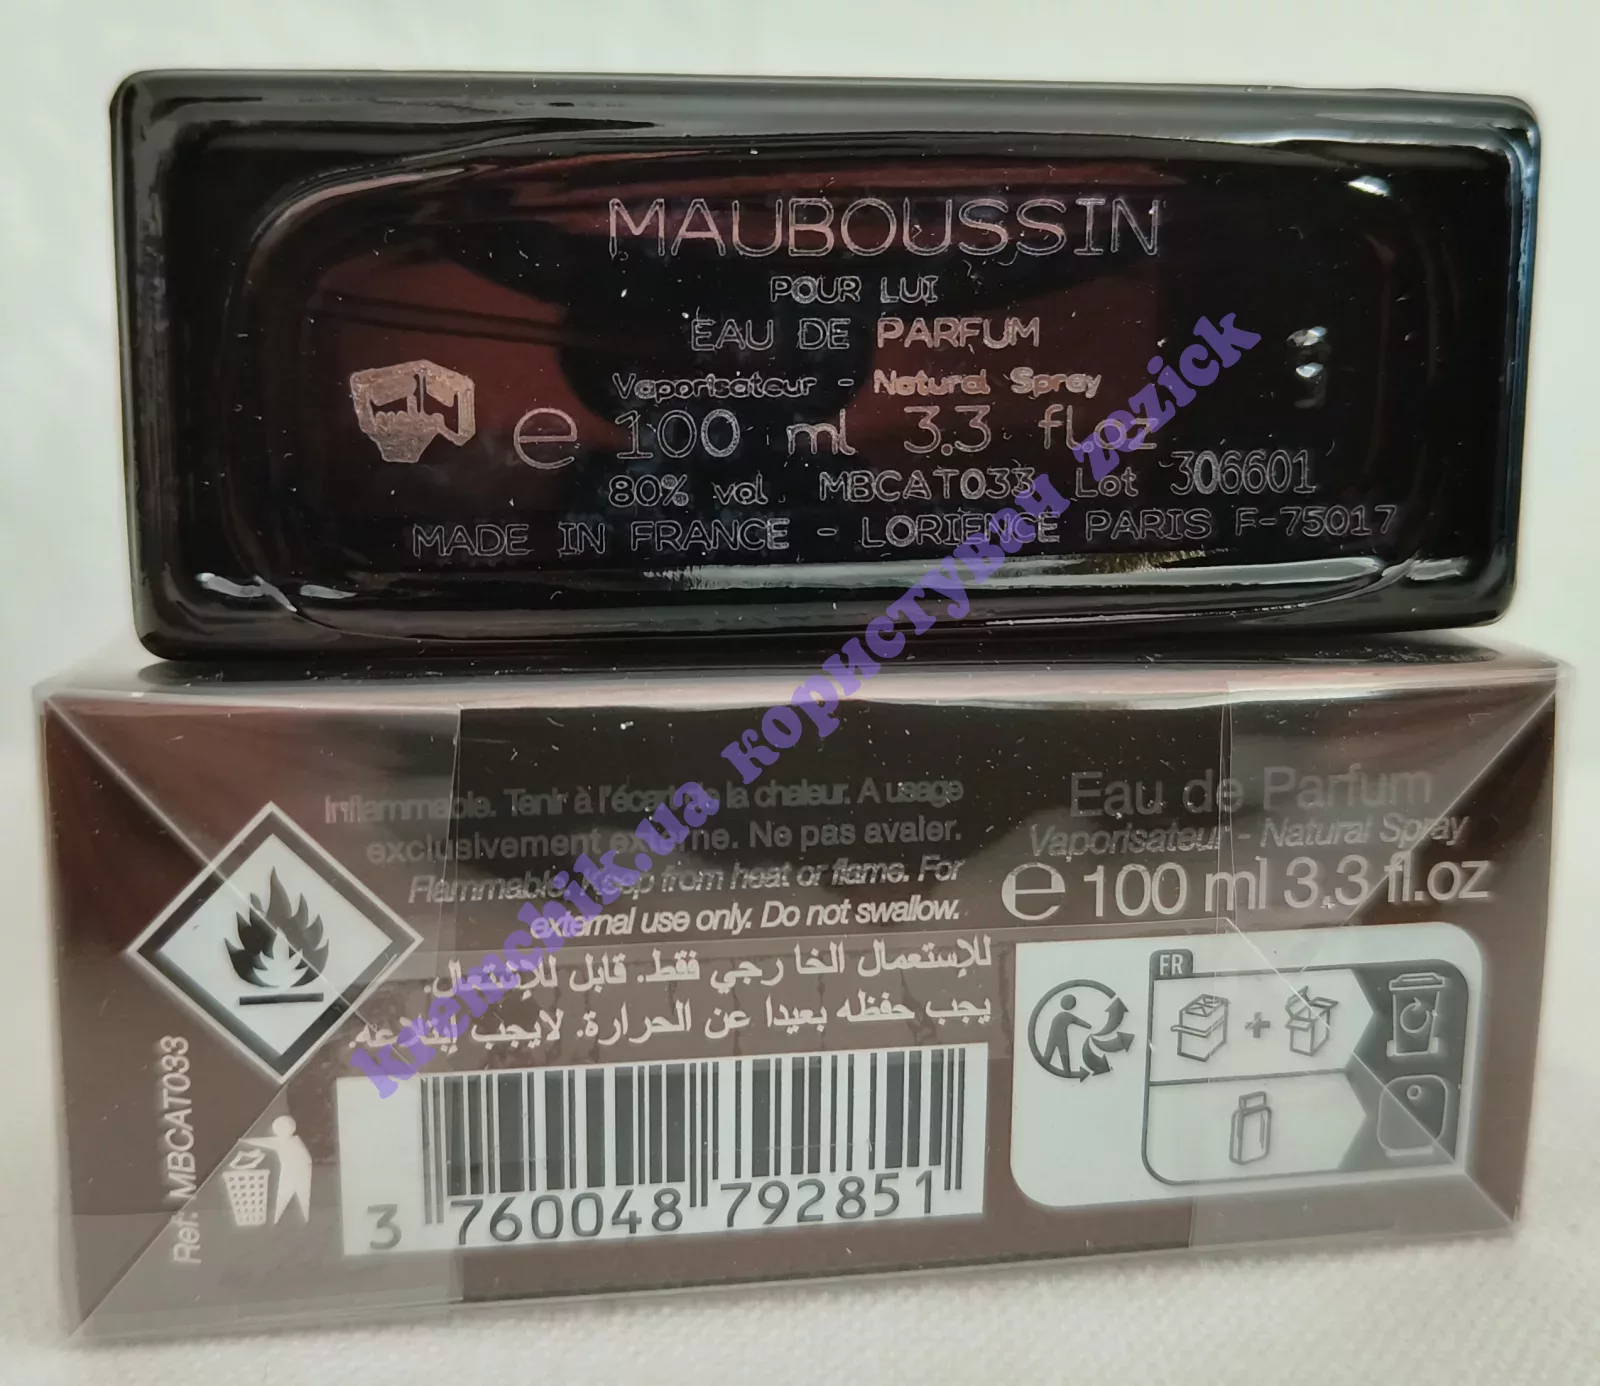 MAUBOUSSIN
POUR LUI
EAU DE PARFUM
Vaporisateur - Natural Spray
e 100 ml 3.3 fl.oz
80% vol. MBCAT033 Lot 306601
MADE IN FRANCE - LORIENCE PARIS F-75017
Inflammable. Tenir à l'écart de la chaleur. A usage
exclusivement externe. Ne pas avaler.
Flammable. Keep from heat or flame. For
external use only. Do not swallow.
للإستعمال الخارجي فقط. قابل للإشتعال.
يجب حفظه بعيدا عن الحرارة. لايجب إبتلاعه.
Eau de Parfum
Vaporisateur - Natural Spray
e 100 ml 3.3 fl.oz
FR
Ref: MBCAT033
3 760048 792851
kremchik.ua користувач zozick